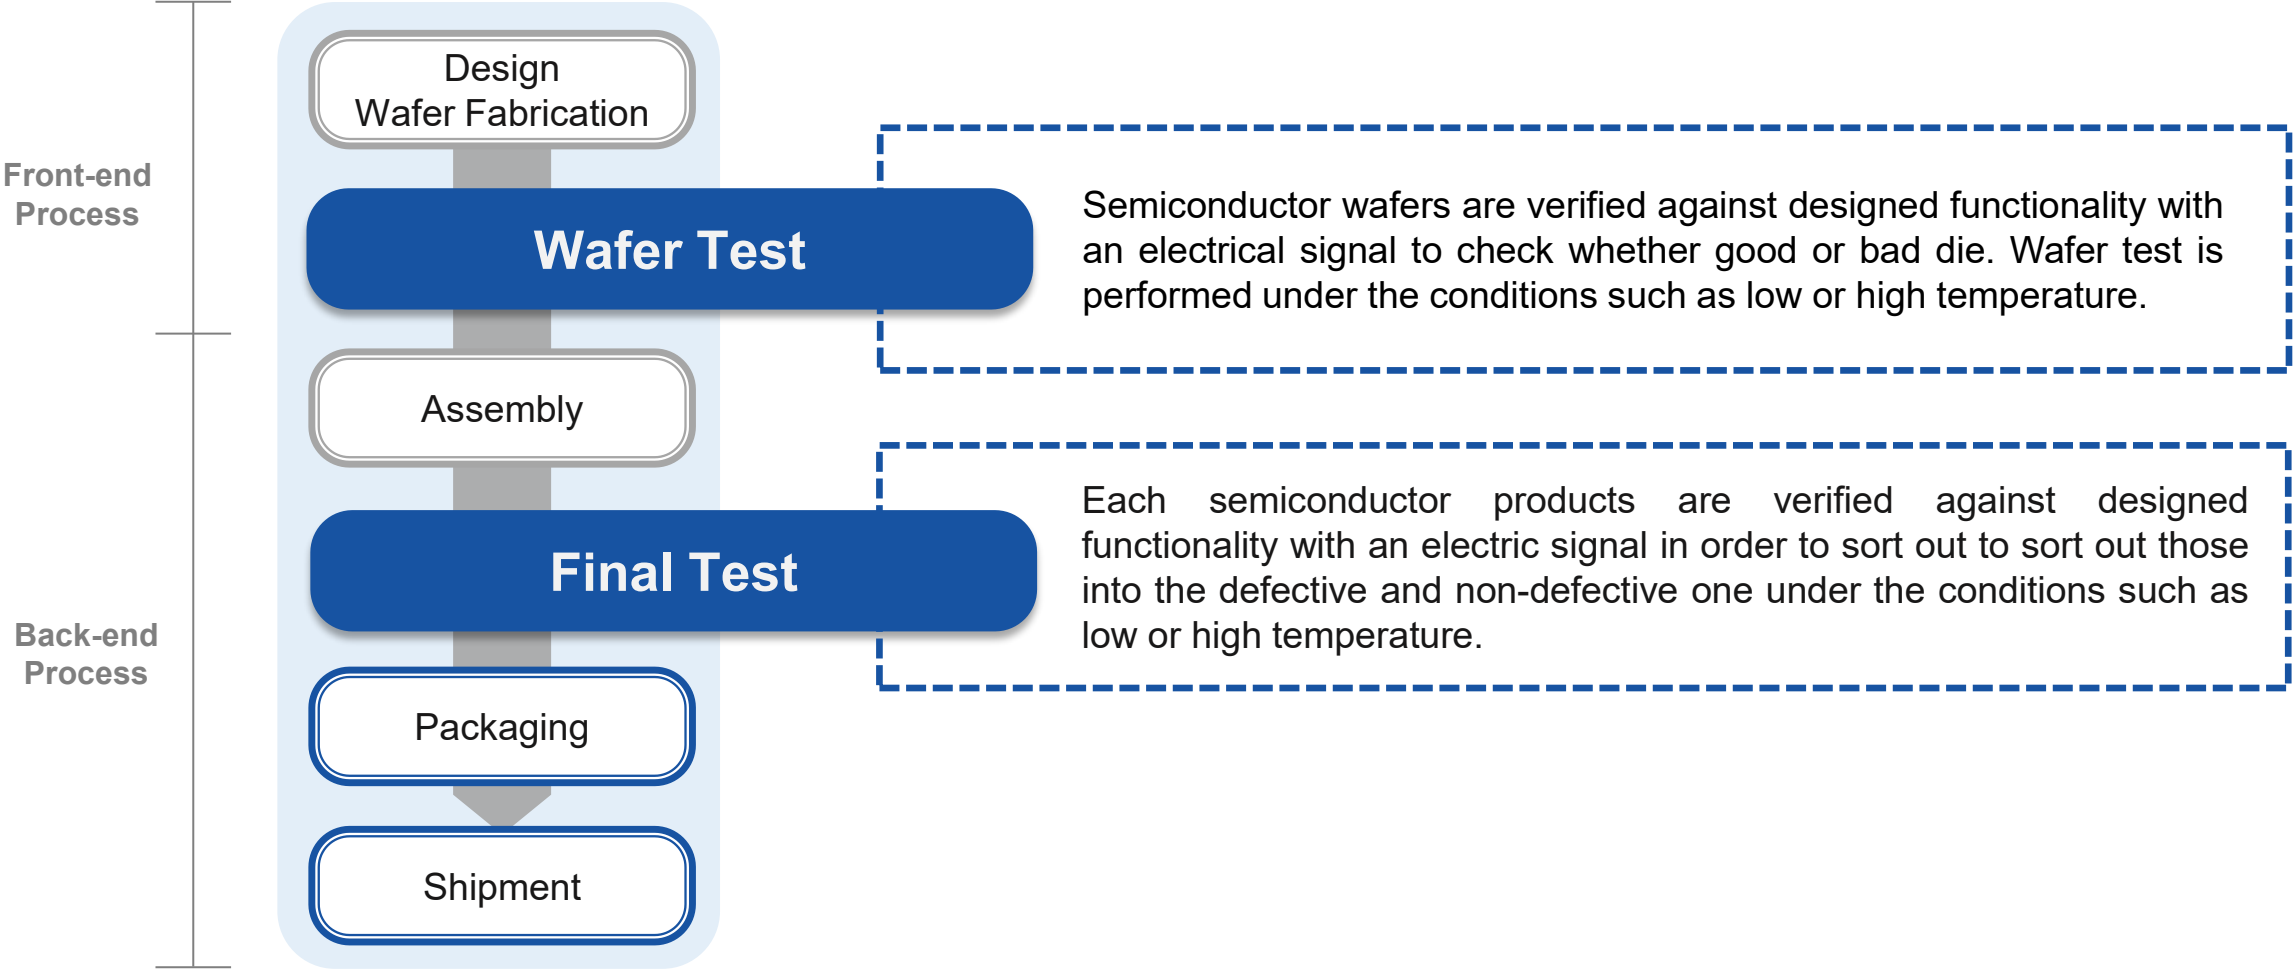 Design
Wafer Fabrication
Front-end
Process
Wafer Test
Semiconductor wafers are verified against designed functionality with
an electrical signal to check whether good or bad die. Wafer test is
performed under the conditions such as low or high temperature.
Assembly
Final Test
Each semiconductor products are verified against designed
functionality with an electric signal in order to sort out to sort out those
into the defective and non-defective one under the conditions such as
low or high temperature.
Back-end
Process
Packaging
Shipment